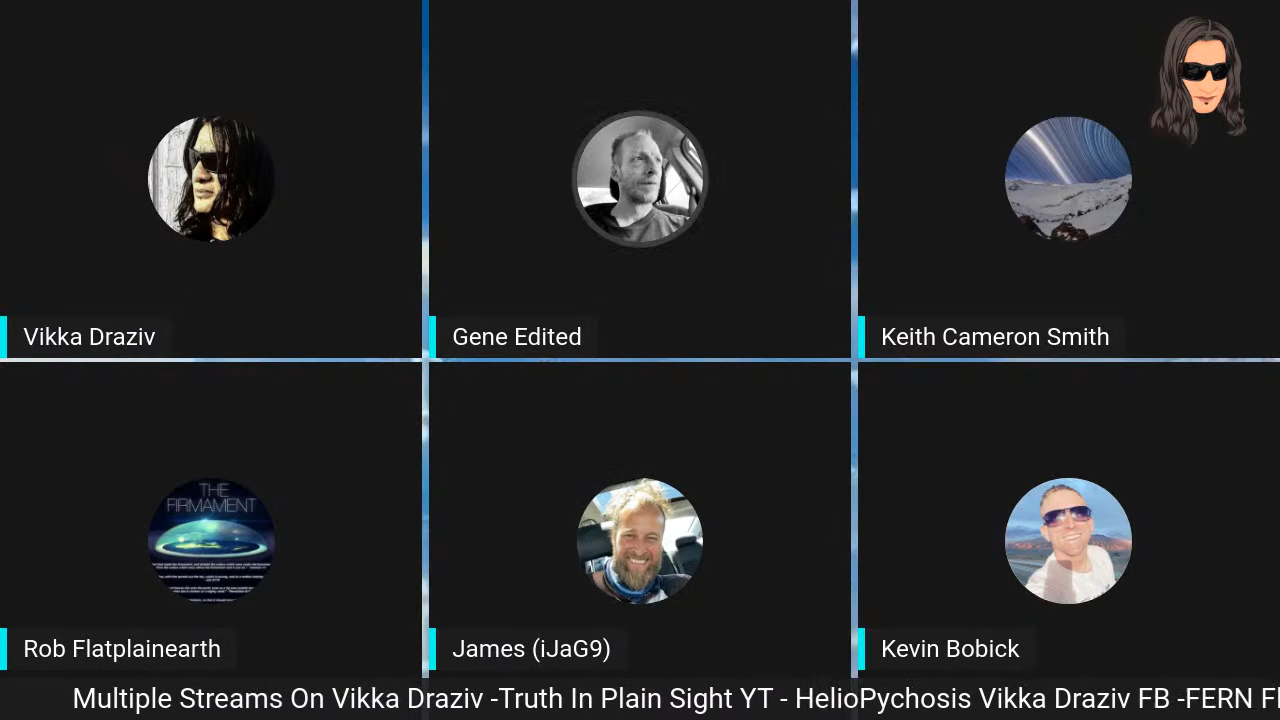 Vikka Draziv
Gene Edited
Keith Cameron Smith
THE
FIRMAMENT
Rob Flatplainearth
James (iJaG9)
Kevin Bobick
Multiple Streams On Vikka Draziv -Truth In Plain Sight YT - HelioPychosis Vikka Draziv FB -FERN